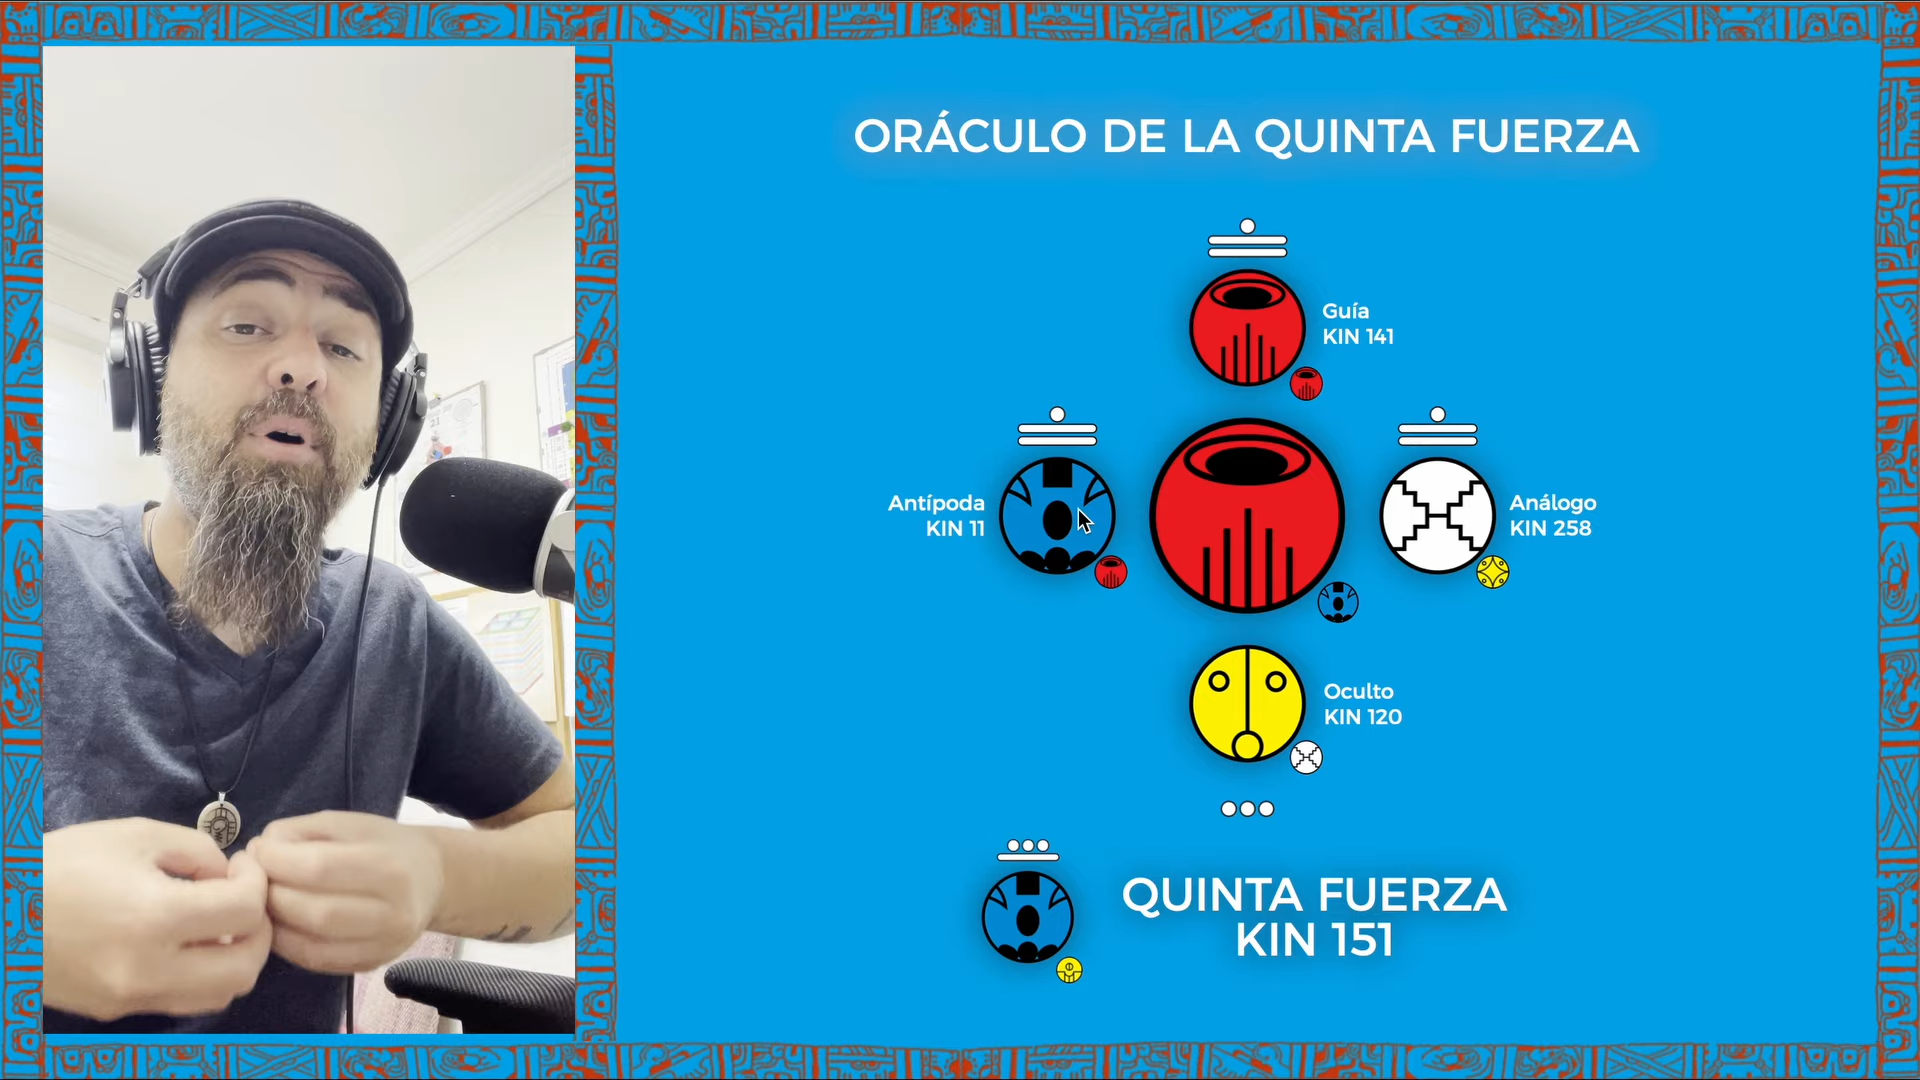 ORÁCULO DE LA QUINTA FUERZA
Guía
KIN 141
Antípoda
KIN 11
Análogo
KIN 258
Oculto
KIN 120
QUINTA FUERZA
KIN 151
21